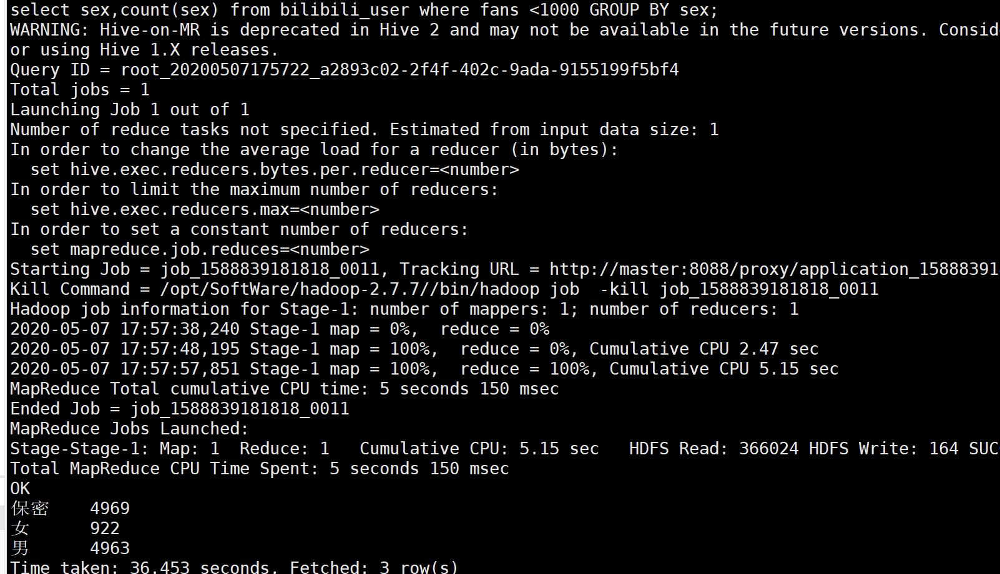 select sex,count(sex) from bilibili_user where fans <1000 GROUP BY sex;
WARNING: Hive-on-MR is deprecated in Hive 2 and may not be available in the future versions. Consid
or using Hive 1.X releases.
Query ID = root_20200507175722_a2893c02-2f4f-402c-9ada-9155199f5bf4
Total jobs = 1
Launching Job 1 out of 1
Number of reduce tasks not specified. Estimated from input data size: 1
In order to change the average load for a reducer (in bytes):
  set hive.exec.reducers.bytes.per.reducer=<number>
In order to limit the maximum number of reducers:
  set hive.exec.reducers.max=<number>
In order to set a constant number of reducers:
  set mapreduce.job.reduces=<number>
Starting Job = job_1588839181818_0011, Tracking URL = http://master:8088/proxy/application_15888391
Kill Command = /opt/SoftWare/hadoop-2.7.7//bin/hadoop job  -kill job_1588839181818_0011
Hadoop job information for Stage-1: number of mappers: 1; number of reducers: 1
2020-05-07 17:57:38,240 Stage-1 map = 0%,  reduce = 0%
2020-05-07 17:57:48,195 Stage-1 map = 100%,  reduce = 0%, Cumulative CPU 2.47 sec
2020-05-07 17:57:57,851 Stage-1 map = 100%,  reduce = 100%, Cumulative CPU 5.15 sec
MapReduce Total cumulative CPU time: 5 seconds 150 msec
Ended Job = job_1588839181818_0011
MapReduce Jobs Launched:
Stage-Stage-1: Map: 1  Reduce: 1   Cumulative CPU: 5.15 sec   HDFS Read: 366024 HDFS Write: 164 SUC
Total MapReduce CPU Time Spent: 5 seconds 150 msec
OK
保密	4969
女	922
男	4963
Time taken: 36.453 seconds, Fetched: 3 row(s)